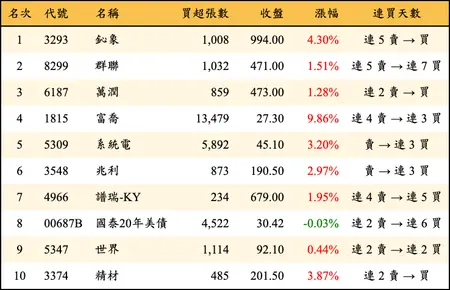 名次 代號 名稱 買超張數 收盤 漲幅 連買天數
1 3293 鈊象 1,008 994.00 4.30% 連 5 賣 → 買
2 8299 群聯 1,032 471.00 1.51% 連 5 賣 → 連 7 買
3 6187 萬潤 859 473.00 1.28% 連 2 賣 → 買
4 1815 富喬 13,479 27.30 9.86% 連 4 賣 → 連 3 買
5 5309 系統電 5,892 45.10 3.20% 賣 → 連 3 買
6 3548 兆利 873 190.50 2.97% 賣 → 連 3 買
7 4966 譜瑞-KY 234 679.00 1.95% 連 4 賣 → 連 5 買
8 00687B 國泰20年美債 4,522 30.42 -0.03% 連 2 賣 → 連 6 買
9 5347 世界 1,114 92.10 0.44% 連 2 賣 → 連 2 買
10 3374 精材 485 201.50 3.87% 連 2 賣 → 買